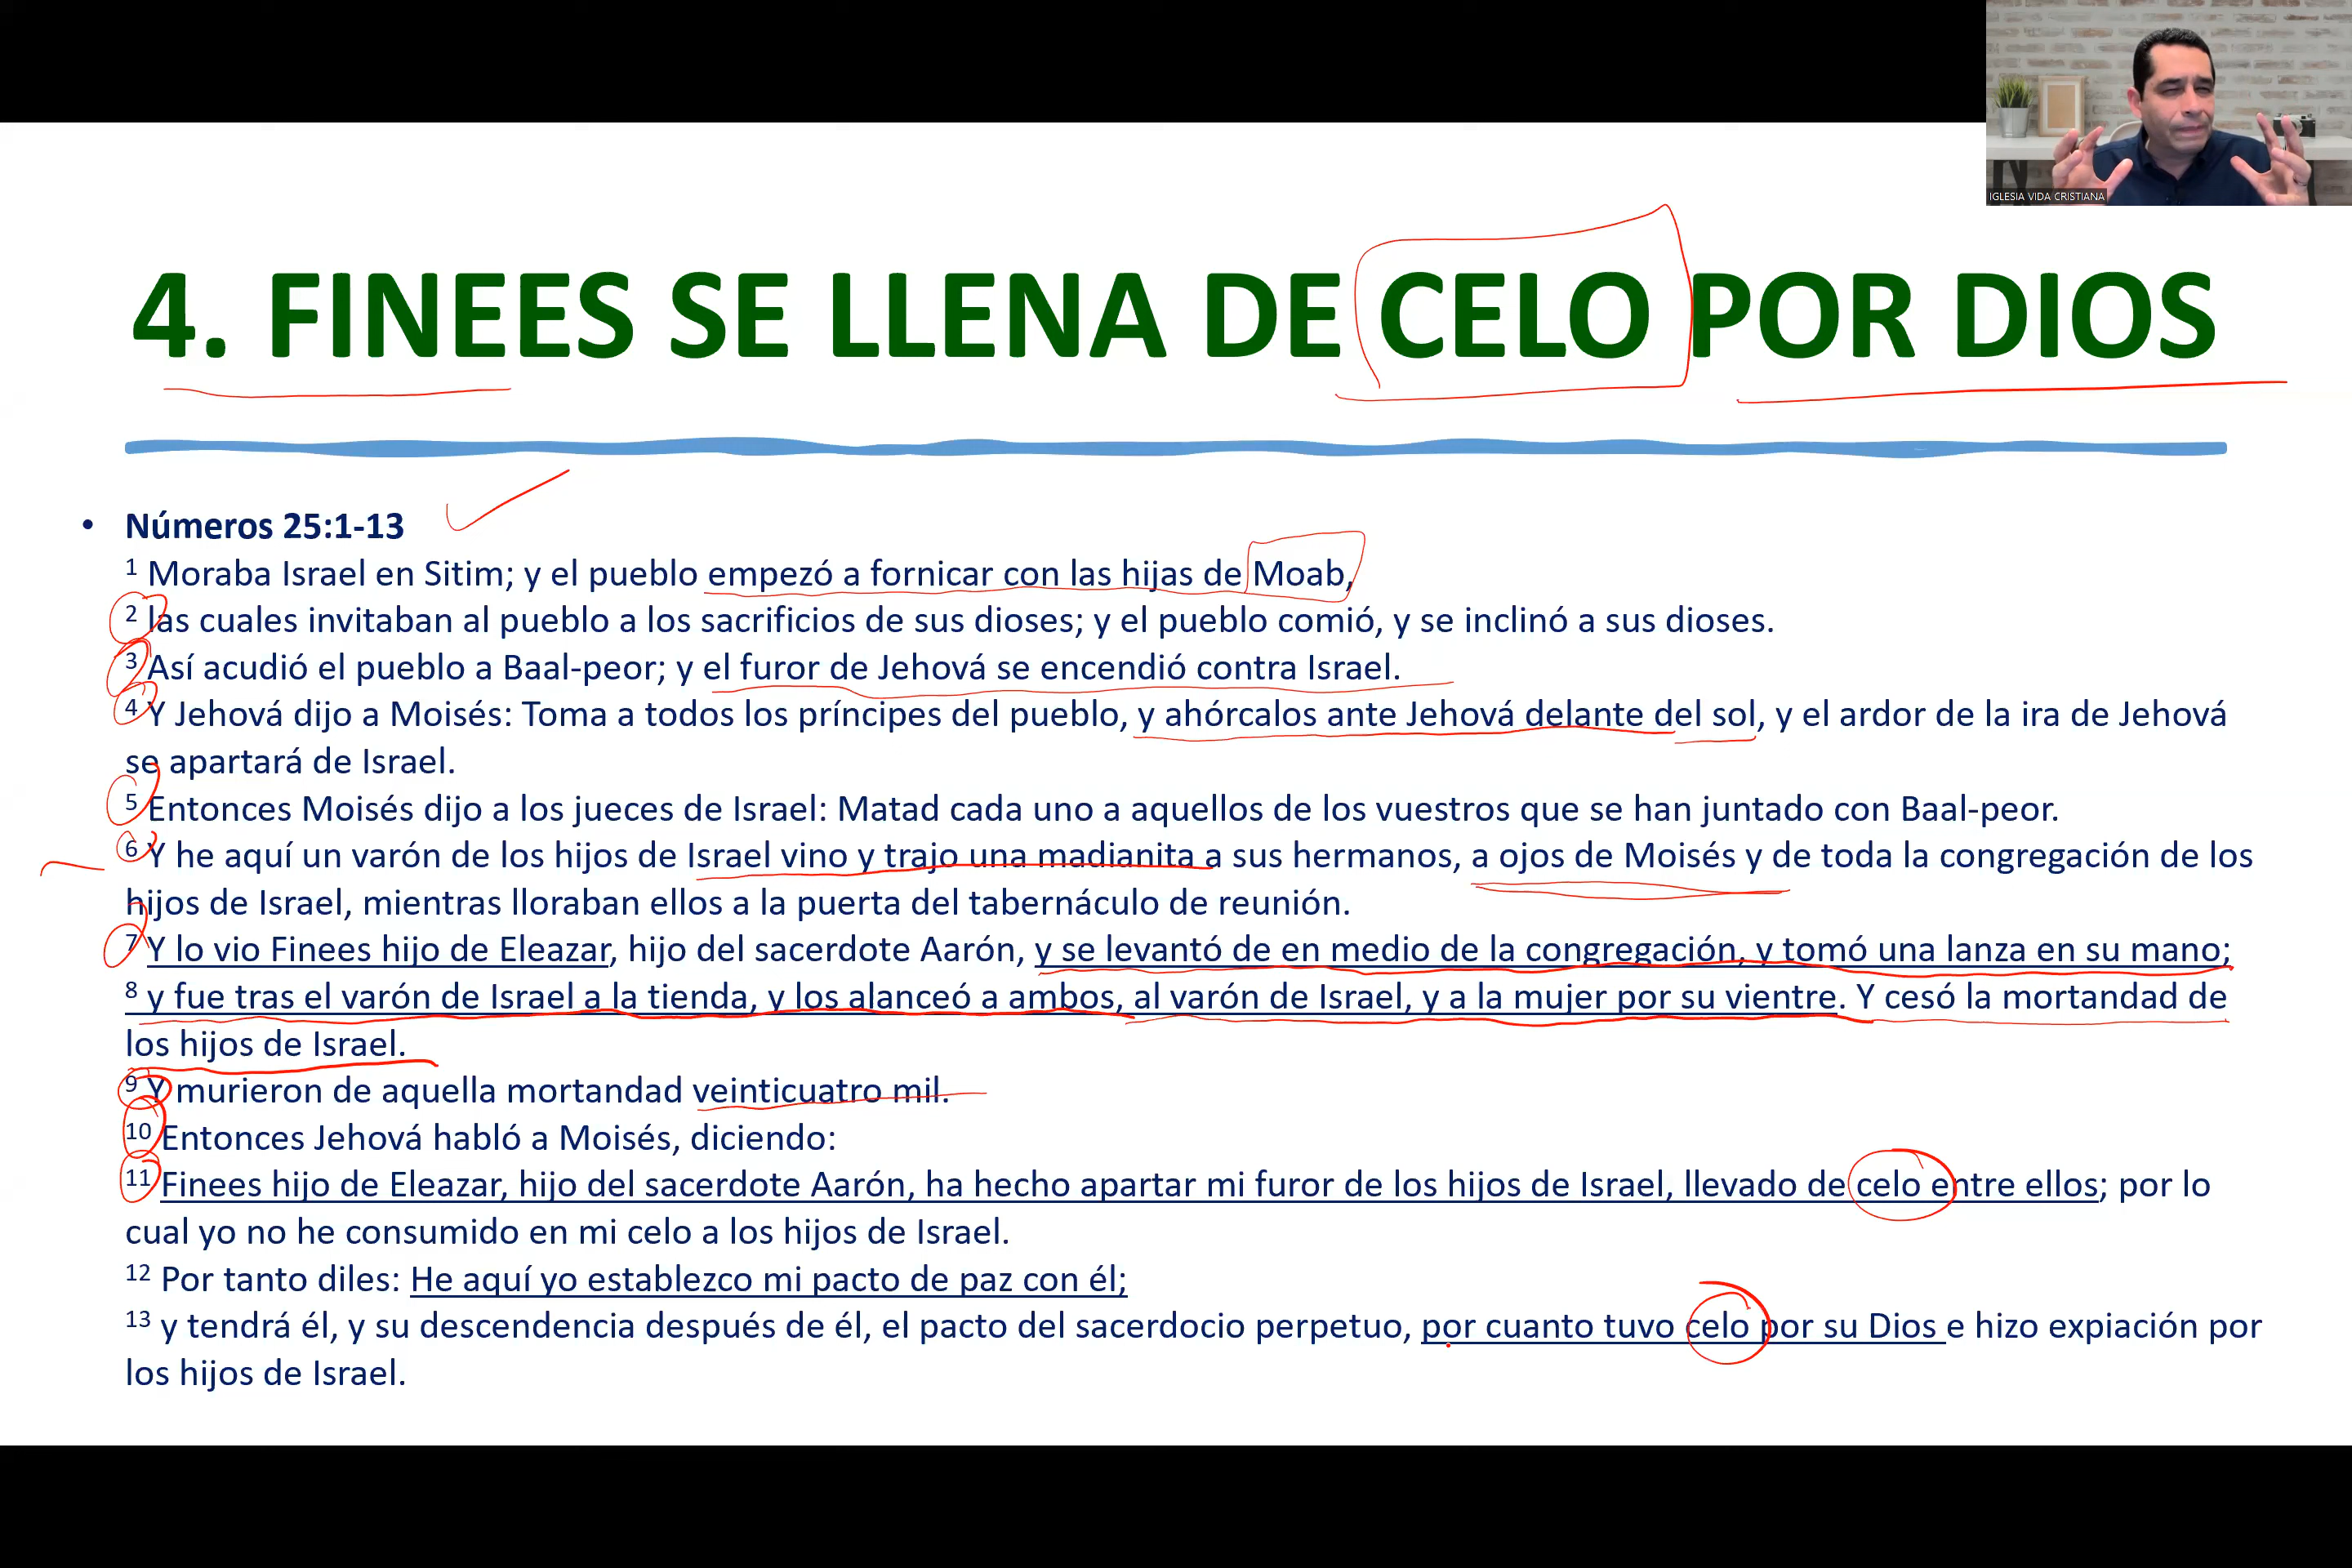 IGLESIA VIDA CRISTIANA
4. FINEES SE LLENA DE CELO POR DIOS
• Números 25:1-13
1 Moraba Israel en Sitim; y el pueblo empezó a fornicar con las hijas de Moab,
2 las cuales invitaban al pueblo a los sacrificios de sus dioses; y el pueblo comió, y se inclinó a sus dioses.
3 Así acudió el pueblo a Baal-peor; y el furor de Jehová se encendió contra Israel.
4 Y Jehová dijo a Moisés: Toma a todos los príncipes del pueblo, y ahórcalos ante Jehová delante del sol, y el ardor de la ira de Jehová
se apartará de Israel.
5 Entonces Moisés dijo a los jueces de Israel: Matad cada uno a aquellos de los vuestros que se han juntado con Baal-peor.
6 Y he aquí un varón de los hijos de Israel vino y trajo una madianita a sus hermanos, a ojos de Moisés y de toda la congregación de los
hijos de Israel, mientras lloraban ellos a la puerta del tabernáculo de reunión.
7 Y lo vio Finees hijo de Eleazar, hijo del sacerdote Aarón, y se levantó de en medio de la congregación, y tomó una lanza en su mano;
8 y fue tras el varón de Israel a la tienda, y los alanceó a ambos, al varón de Israel, y a la mujer por su vientre. Y cesó la mortandad de
los hijos de Israel.
9 Y murieron de aquella mortandad veinticuatro mil.
10 Entonces Jehová habló a Moisés, diciendo:
11 Finees hijo de Eleazar, hijo del sacerdote Aarón, ha hecho apartar mi furor de los hijos de Israel, llevado de celo entre ellos; por lo
cual yo no he consumido en mi celo a los hijos de Israel.
12 Por tanto diles: He aquí yo establezco mi pacto de paz con él;
13 y tendrá él, y su descendencia después de él, el pacto del sacerdocio perpetuo, por cuanto tuvo celo por su Dios e hizo expiación por
los hijos de Israel.